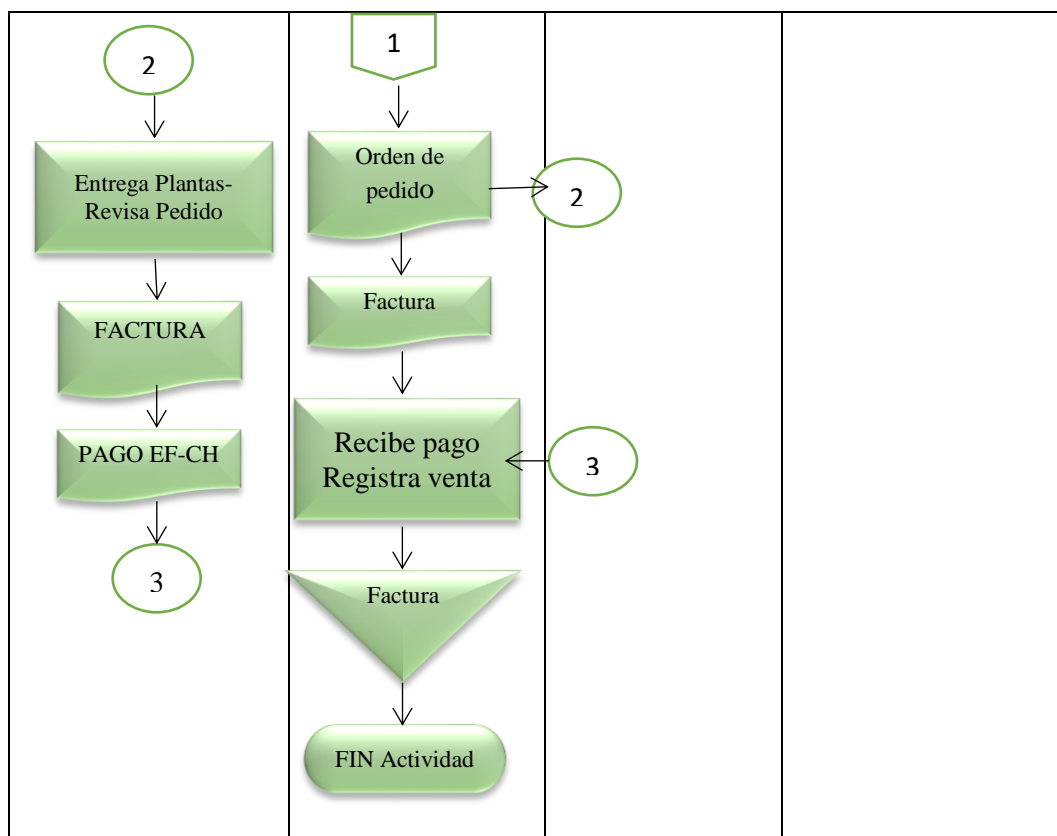 2
Entrega Plantas-
Revisa Pedido
FACTURA
PAGO EF-CH
3
1
Orden de
pedido
2
Factura
Recibe pago
Registra venta
3
Factura
FIN Actividad